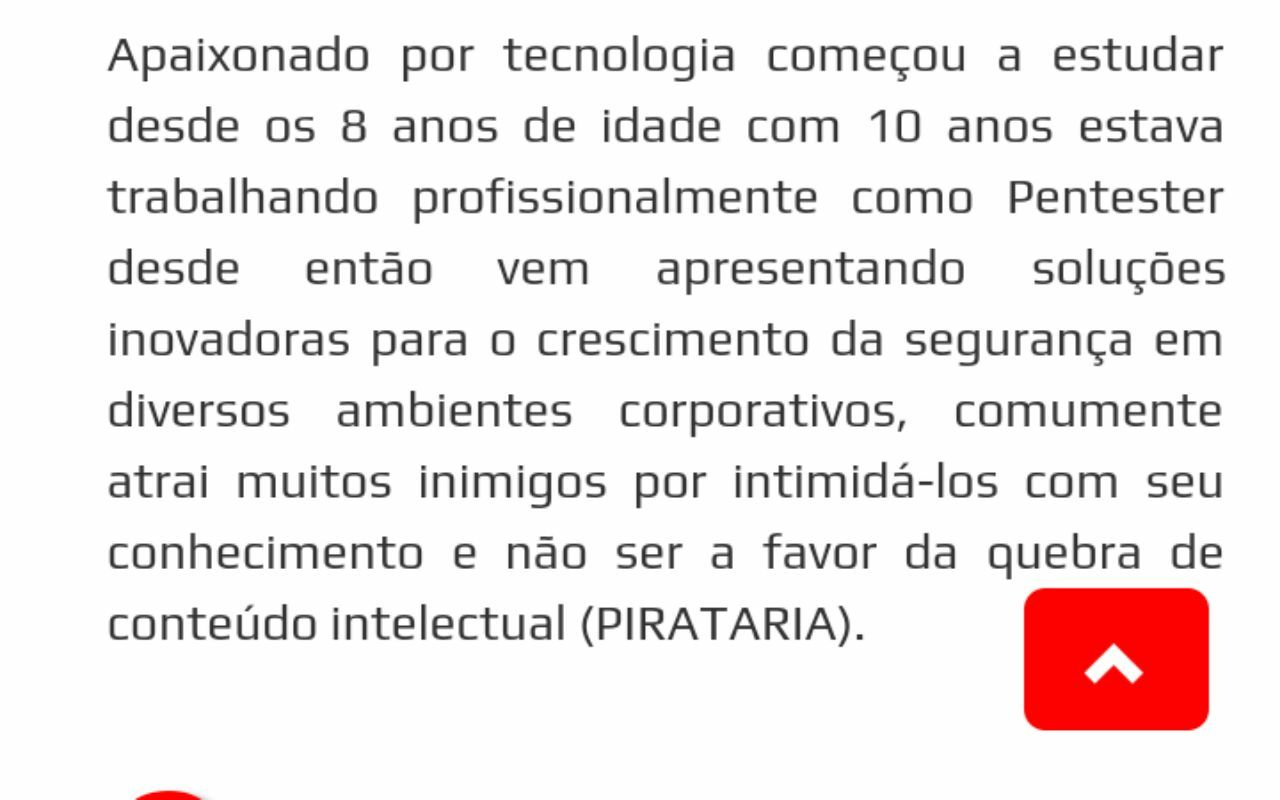 Apaixonado por tecnologia começou a estudar
desde os 8 anos de idade com 10 anos estava
trabalhando profissionalmente como Pentester
desde então vem apresentando soluções
inovadoras para o crescimento da segurança em
diversos ambientes corporativos, comumente
atrai muitos inimigos por intimidá-los com seu
conhecimento e não ser a favor da quebra de
conteúdo intelectual (PIRATARIA).